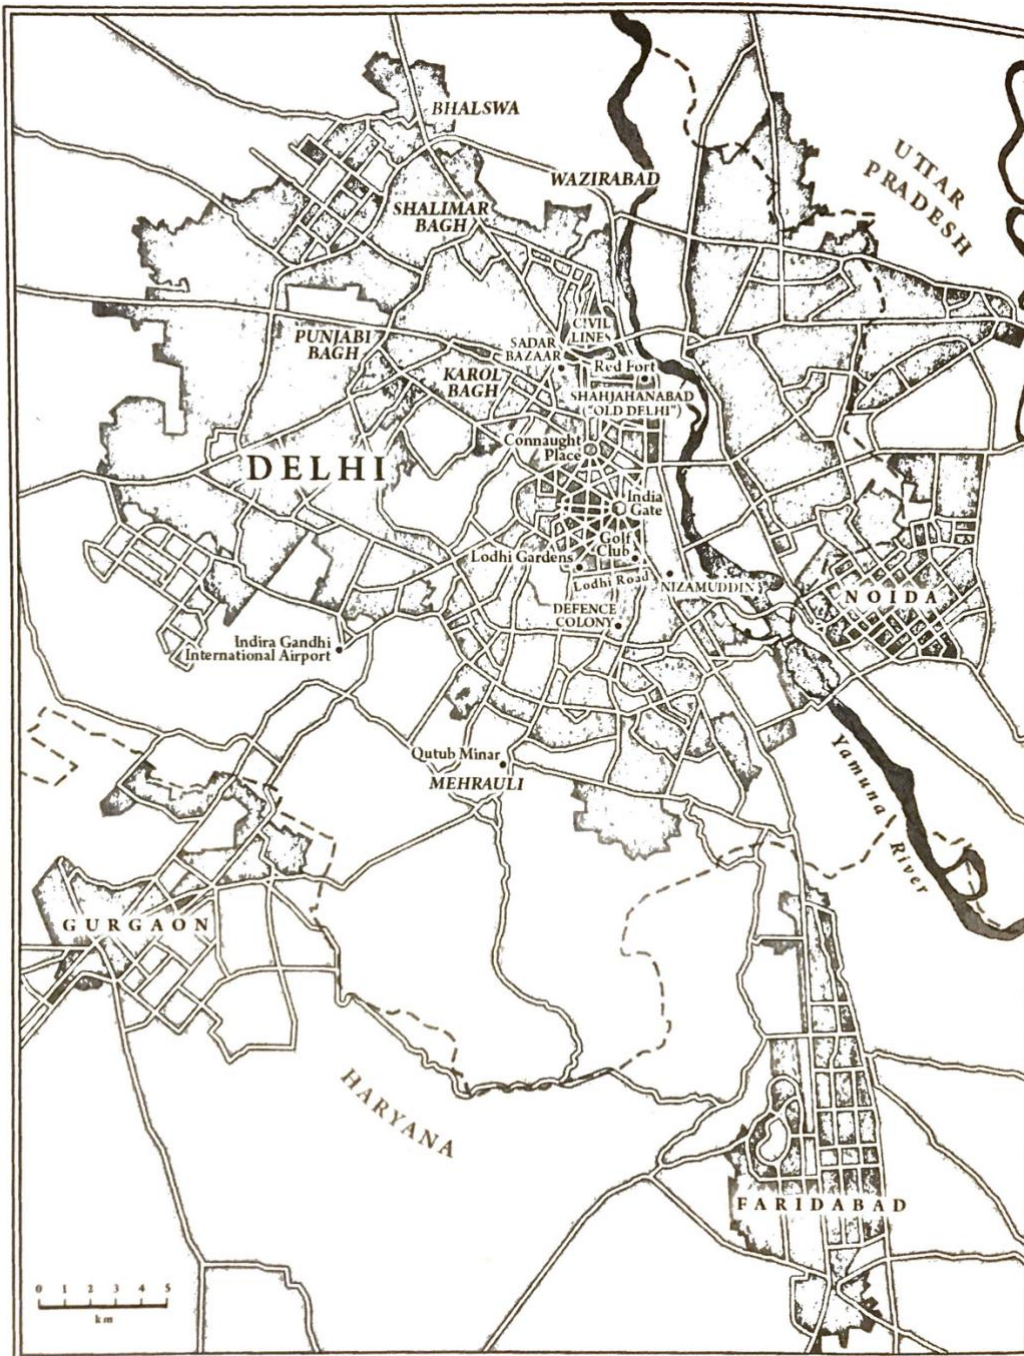 BHALSWA
UTTAR
PRADESH
WAZIRABAD
SHALIMAR
BAGH
CIVIL
LINES
PUNJABI
BAGH
SADAR
BAZAAR
Red Fort
KAROL
BAGH
SHAHJAHANABAD
("OLD DELHI")
Connaught
Place
DELHI
India
Gate
Golf
Club
Lodhi Gardens
Lodhi Road
NIZAMUDDIN
NOIDA
DEFENCE
COLONY
Indira Gandhi
International Airport
Qutub Minar
MEHRAULI
Yamuna River
GURGAON
HARYANA
FARIDABAD
0 1 2 3 4 5
km